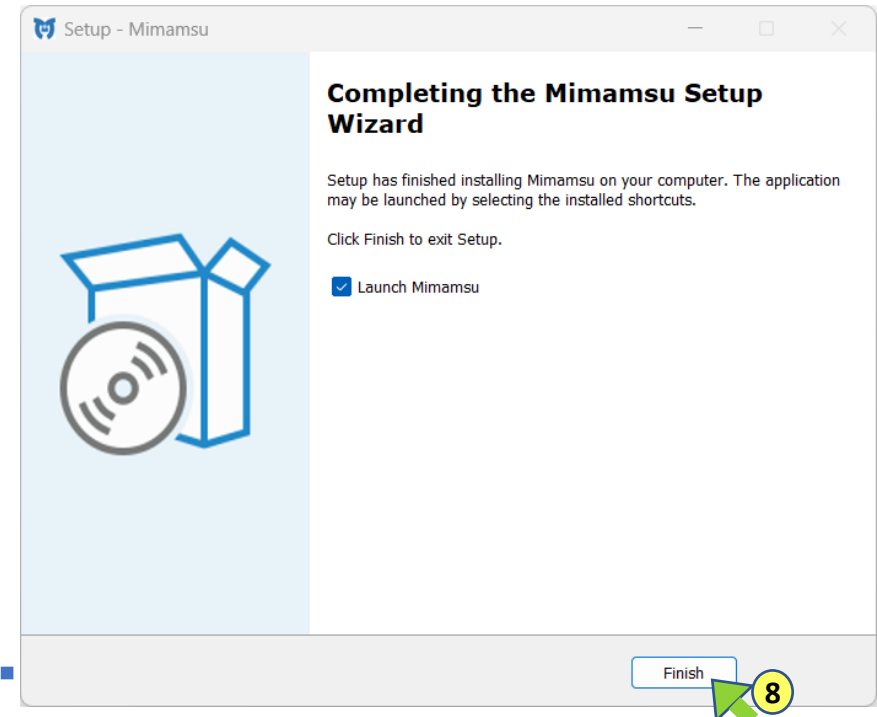 Setup - Mimamsu
Completing the Mimamsu Setup
Wizard
Setup has finished installing Mimamsu on your computer. The application
may be launched by selecting the installed shortcuts.
Click Finish to exit Setup.
Launch Mimamsu
Finish
8